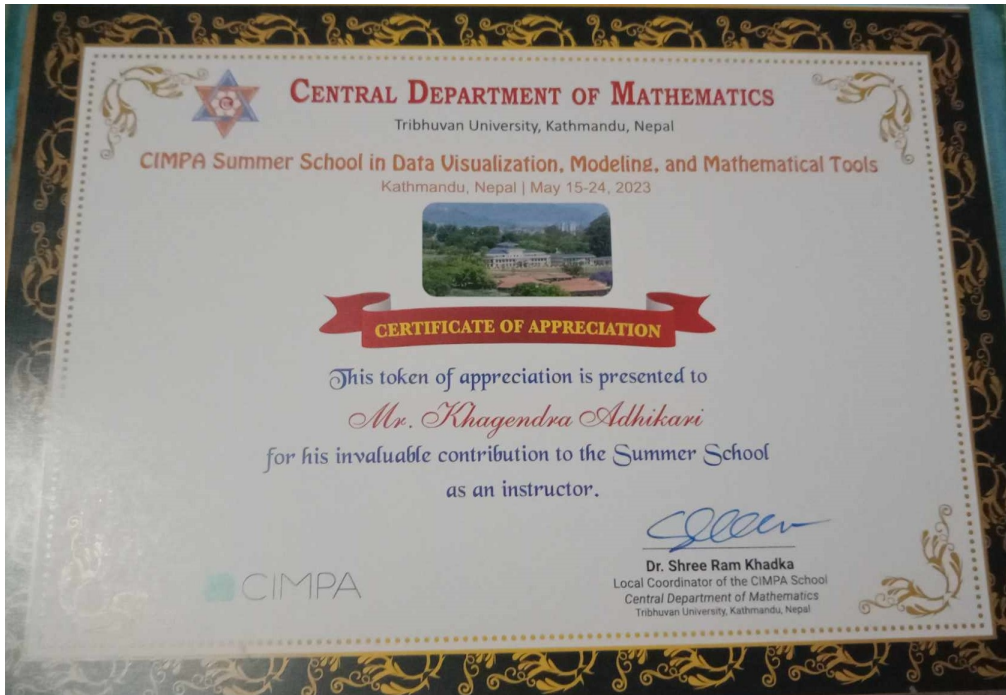 CENTRAL DEPARTMENT OF MATHEMATICS
Tribhuvan University, Kathmandu, Nepal
CIMPA Summer School in Data Visualization, Modeling, and Mathematical Tools
Kathmandu, Nepal | May 15-24, 2023
CERTIFICATE OF APPRECIATION
This token of appreciation is presented to
Mr. Khagendra Adhikari
for his invaluable contribution to the Summer School
as an instructor.
Dr. Shree Ram Khadka
Local Coordinator of the CIMPA School
Central Department of Mathematics
Tribhuvan University, Kathmandu, Nepal
CIMPA